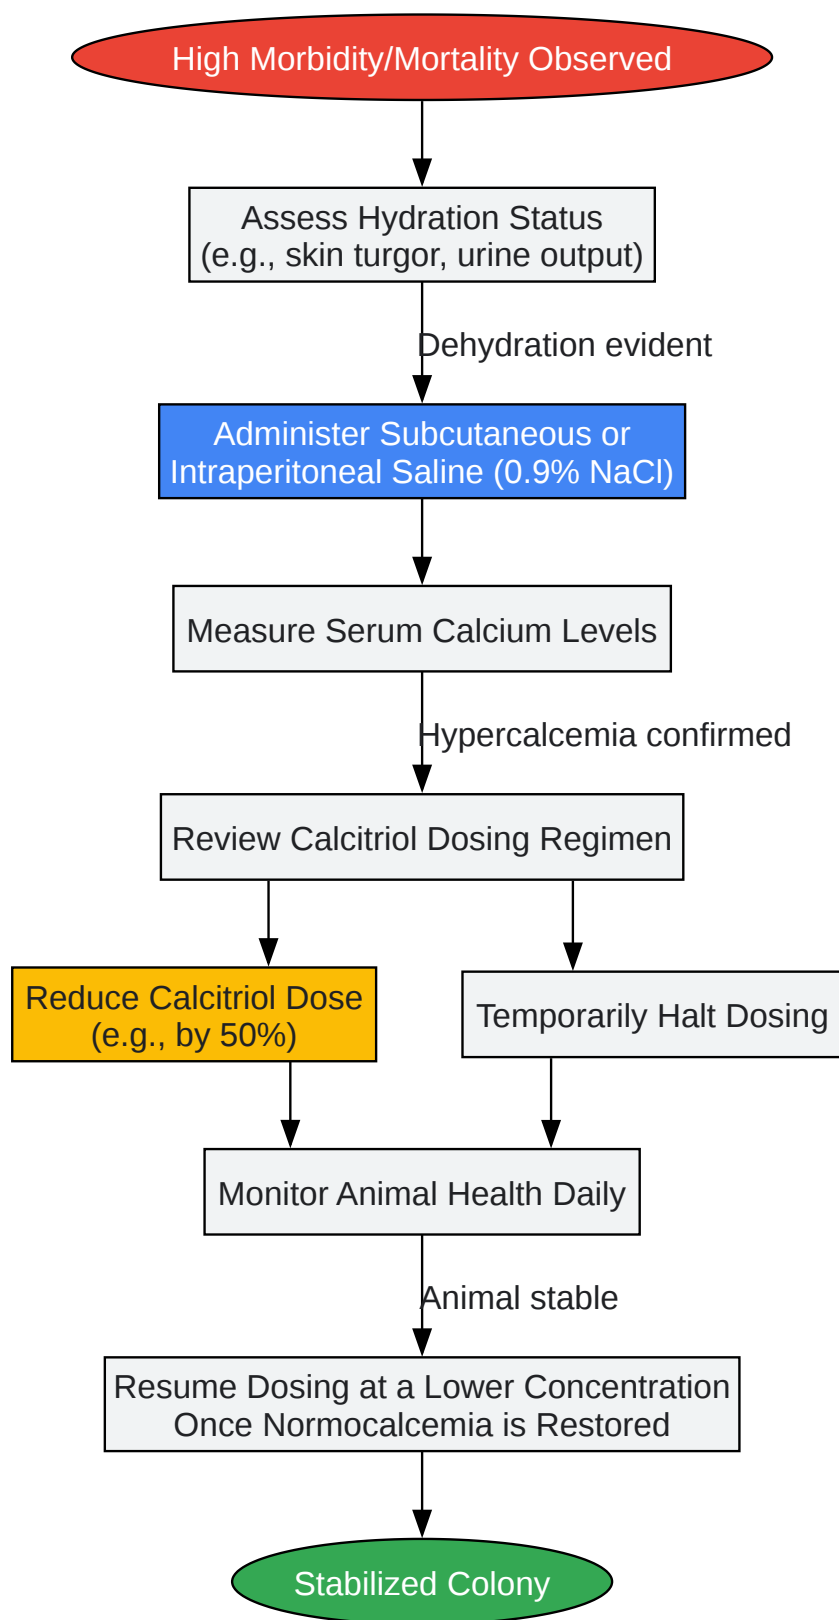 High Morbidity/Mortality Observed
Assess Hydration Status
(e.g., skin turgor, urine output)
Dehydration evident
Administer Subcutaneous or
Intraperitoneal Saline (0.9% NaCl)
Measure Serum Calcium Levels
Hypercalcemia confirmed
Review Calcitriol Dosing Regimen
Reduce Calcitriol Dose
(e.g., by 50%)
Temporarily Halt Dosing
Monitor Animal Health Daily
Animal stable
Resume Dosing at a Lower Concentration
Once Normocalcemia is Restored
Stabilized Colony